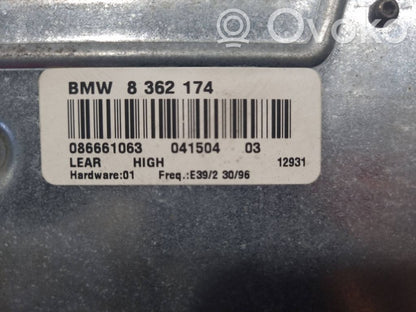 Ovoko
BMW 8 362 174
086661063 041504 03
LEAR HIGH 12931
Hardware:01 Freq.:E39/2 30/96